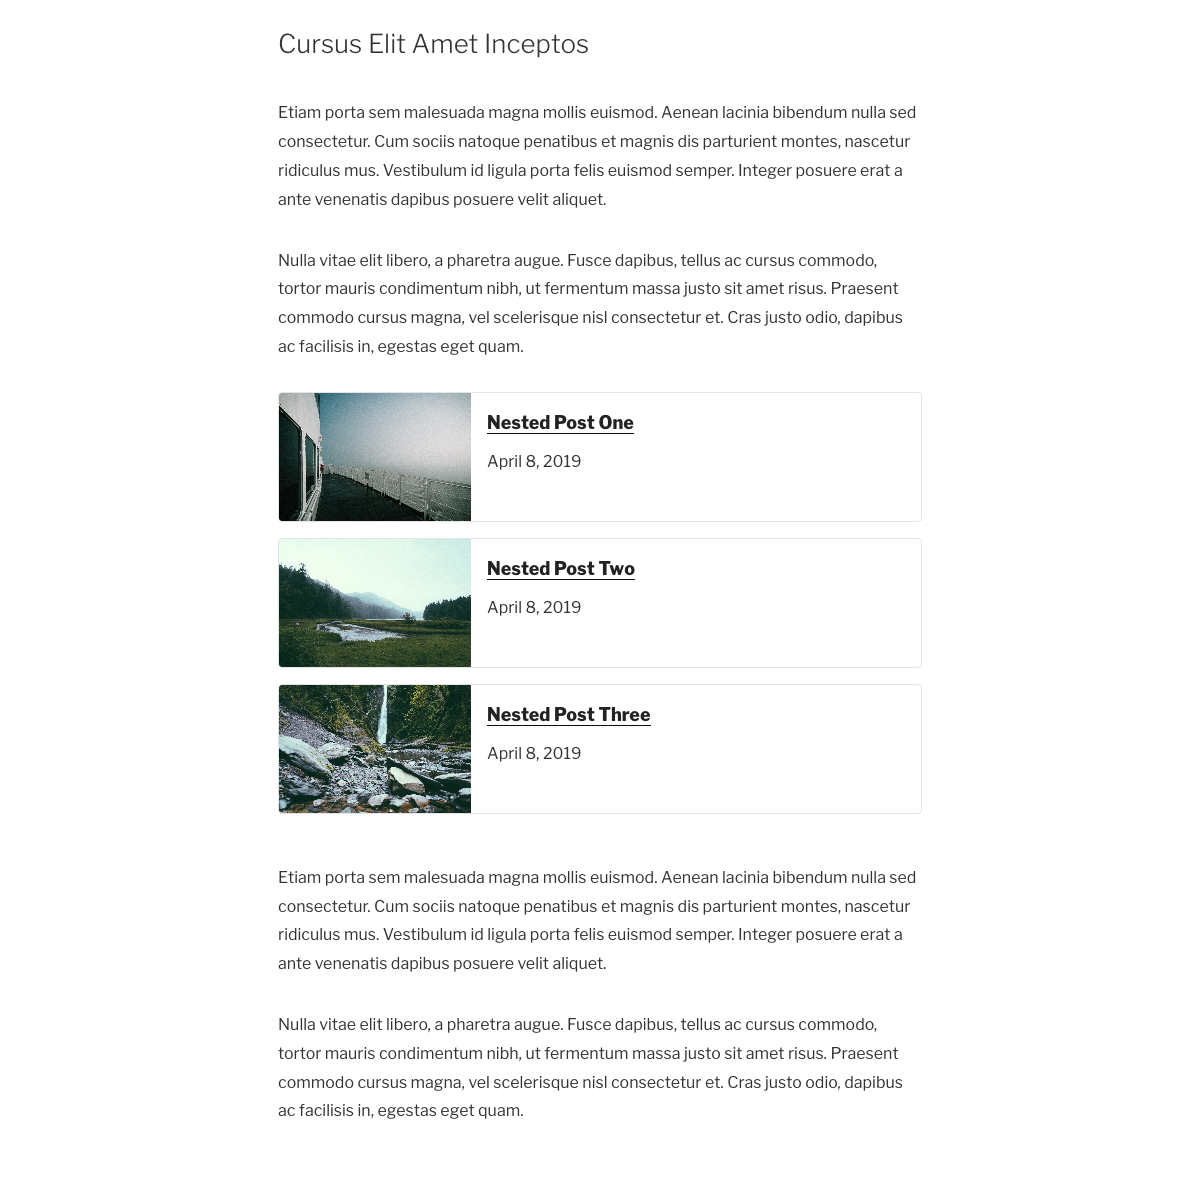 Cursus Elit Amet Inceptos
Etiam porta sem malesuada magna mollis euismod. Aenean lacinia bibendum nulla sed
consectetur. Cum sociis natoque penatibus et magnis dis parturient montes, nascetur
ridiculus mus. Vestibulum id ligula porta felis euismod semper. Integer posuere erat a
ante venenatis dapibus posuere velit aliquet.
Nulla vitae elit libero, a pharetra augue. Fusce dapibus, tellus ac cursus commodo,
tortor mauris condimentum nibh, ut fermentum massa justo sit amet risus. Praesent
commodo cursus magna, vel scelerisque nisl consectetur et. Cras justo odio, dapibus
ac facilisis in, egestas eget quam.
Nested Post One
April 8, 2019
Nested Post Two
April 8, 2019
Nested Post Three
April 8, 2019
Etiam porta sem malesuada magna mollis euismod. Aenean lacinia bibendum nulla sed
consectetur. Cum sociis natoque penatibus et magnis dis parturient montes, nascetur
ridiculus mus. Vestibulum id ligula porta felis euismod semper. Integer posuere erat a
ante venenatis dapibus posuere velit aliquet.
Nulla vitae elit libero, a pharetra augue. Fusce dapibus, tellus ac cursus commodo,
tortor mauris condimentum nibh, ut fermentum massa justo sit amet risus. Praesent
commodo cursus magna, vel scelerisque nisl consectetur et. Cras justo odio, dapibus
ac facilisis in, egestas eget quam.